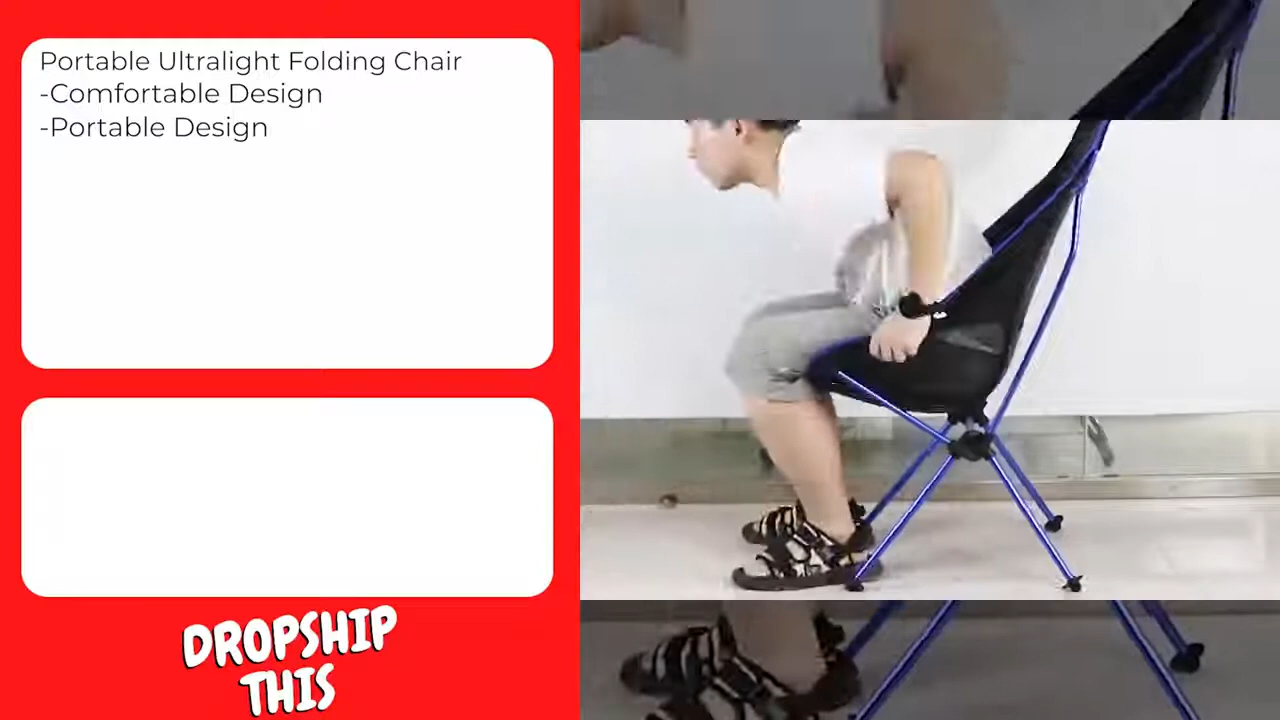 Portable Ultralight Folding Chair
-Comfortable Design
-Portable Design
DROPSHIP
THIS